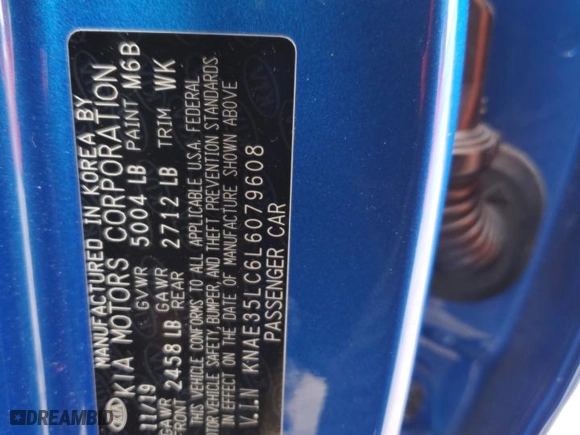 MANUFACTURED IN KOREA BY
KIA MOTORS CORPORATION
11/19 GVWR 5004 LB PAINT M6B
GAWR FRONT 2458 LB GAWR REAR 2712 LB TRIM WK
THIS VEHICLE CONFORMS TO ALL APPLICABLE U.S.A. FEDERAL
MOTOR VEHICLE SAFETY, BUMPER, AND THEFT PREVENTION STANDARDS
IN EFFECT ON THE DATE OF MANUFACTURE SHOWN ABOVE
V.I.N KNAE35LC6L6079608
PASSENGER CAR
KIA
DREAMBID